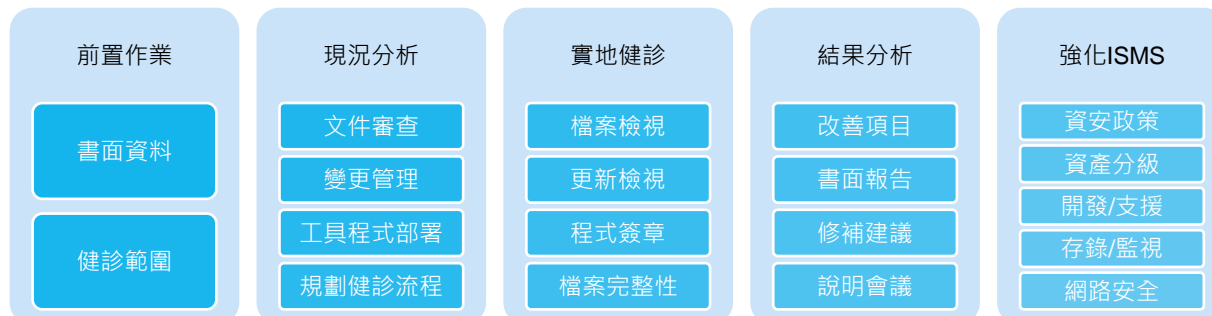 前置作業
書面資料
健診範圍
現況分析
文件審查
變更管理
工具程式部署
規劃健診流程
實地健診
檔案檢視
更新檢視
程式簽章
檔案完整性
結果分析
改善項目
書面報告
修補建議
說明會議
強化ISMS
資安政策
資產分級
開發/支援
存錄/監視
網路安全